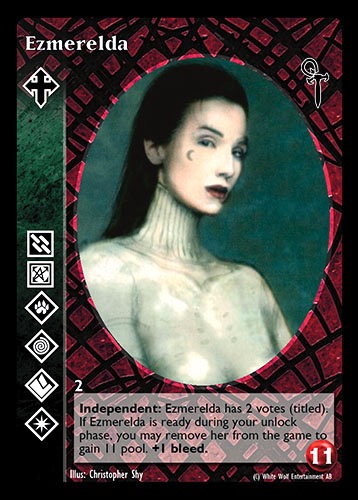 Ezmerelda
2
Independent: Ezmerelda has 2 votes (titled).
If Ezmerelda is ready during your unlock
phase, you may remove her from the game to
gain 11 pool. +1 bleed.
11
Illus: Christopher Shy
(C) White Wolf Entertainment AB